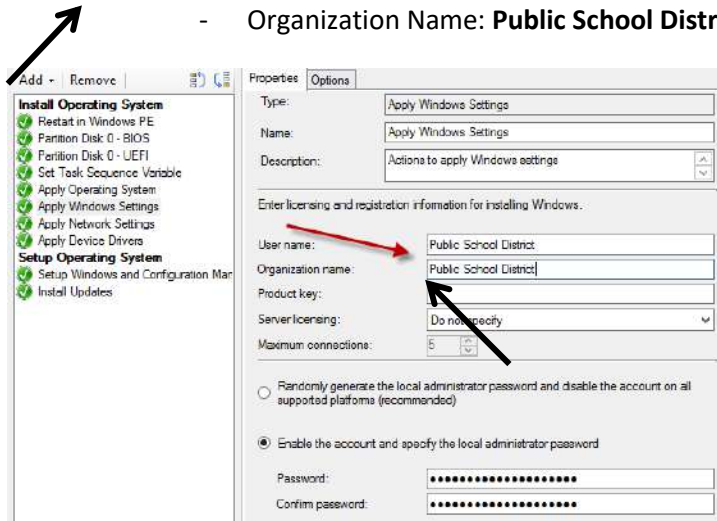 - Organization Name: Public School Distr
Add - Remove
Install Operating System
Restart in Windows PE
Partition Disk 0 - BIOS
Partition Disk 0 - UEFI
Set Task Sequence Variable
Apply Operating System
Apply Windows Settings
Apply Network Settings
Apply Device Drivers
Setup Operating System
Setup Windows and Configuration Mar
Install Updates
Properties Options
Type: Apply Windows Settings
Name: Apply Windows Settings
Description: Actions to apply Windows settings
Enter licensing and registration information for installing Windows.
User name: Public School District
Organization name: Public School District
Product key:
Server licensing: Do not specify
Maximum connections: 5
Randomly generate the local administrator password and disable the account on all
supported platforms (recommended)
Enable the account and specify the local administrator password
Password: ••••••••••••••••••••
Confirm password: ••••••••••••••••••••